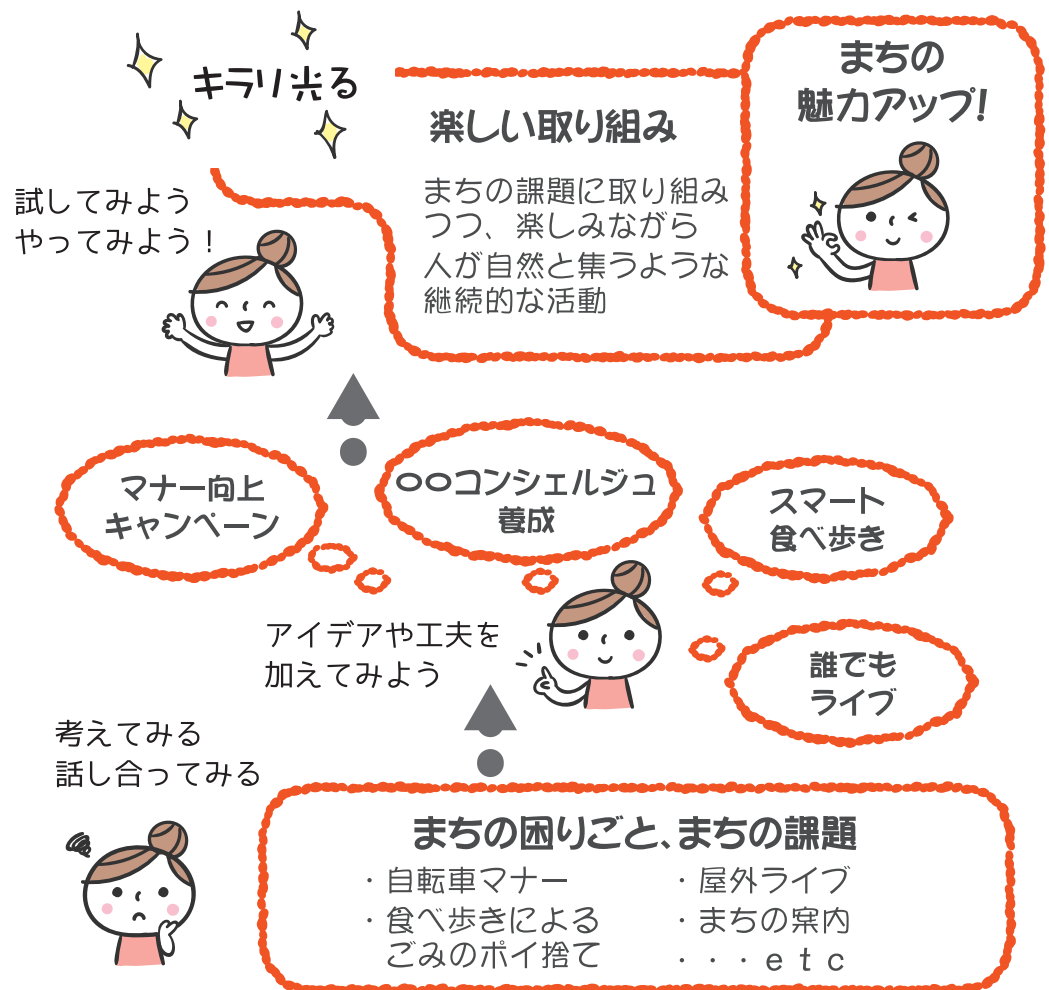 キラリ光る
まちの
魅力アップ!
楽しい取り組み
まちの課題に取り組み
つつ、楽しみながら
人が自然と集うような
継続的な活動
試してみよう
やってみよう！
マナー向上
キャンペーン
○○コンシェルジュ
養成
スマート
食べ歩き
誰でも
ライブ
アイデアや工夫を
加えてみよう
考えてみる
話し合ってみる
まちの困りごと、まちの課題
・自転車マナー
・食べ歩きによる
ごみのポイ捨て
・屋外ライブ
・まちの案内
・・・ｅｔｃ